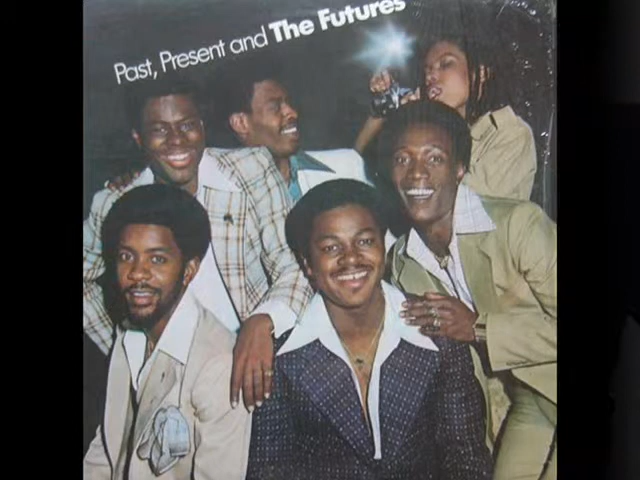 Past, Present and The Futures